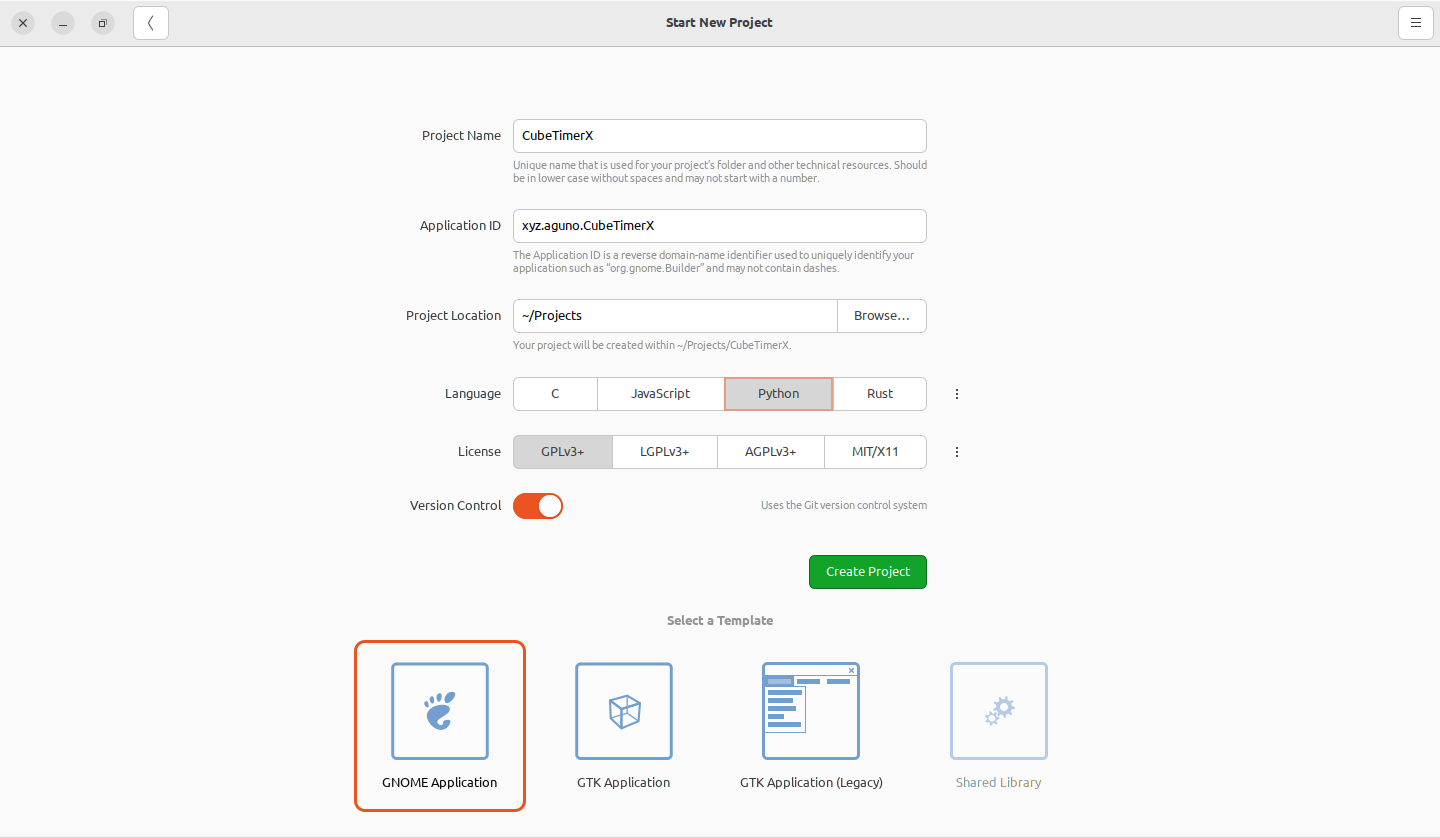 Start New Project
Project Name
CubeTimerX
Unique name that is used for your project's folder and other technical resources. Should
be in lower case without spaces and may not start with a number.
Application ID
xyz.aguno.CubeTimerX
The Application ID is a reverse domain-name identifier used to uniquely identify your
application such as “org.gnome.Builder” and may not contain dashes.
Project Location
~/Projects
Browse…
Your project will be created within ~/Projects/CubeTimerX.
Language
C
JavaScript
Python
Rust
License
GPLv3+
LGPLv3+
AGPLv3+
MIT/X11
Version Control
Uses the Git version control system
Create Project
Select a Template
GNOME Application
GTK Application
GTK Application (Legacy)
Shared Library